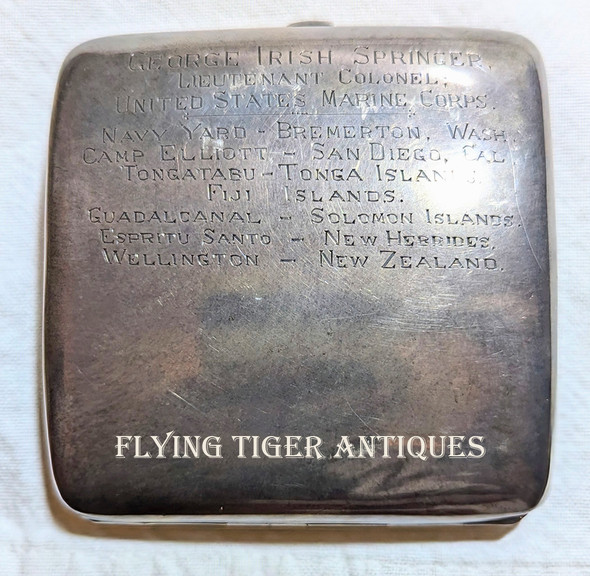 GEORGE IRISH SPRINGER,
LIEUTENANT COLONEL,
UNITED STATES MARINE CORPS.
NAVY YARD - BREMERTON, WASH.
CAMP ELLIOTT - SAN DIEGO, CAL.
TONGATABU - TONGA ISLANDS.
FIJI ISLANDS.
GUADALCANAL - SOLOMON ISLANDS.
ESPRITU SANTO - NEW HEBRIDES,
WELLINGTON - NEW ZEALAND.
FLYING TIGER ANTIQUES